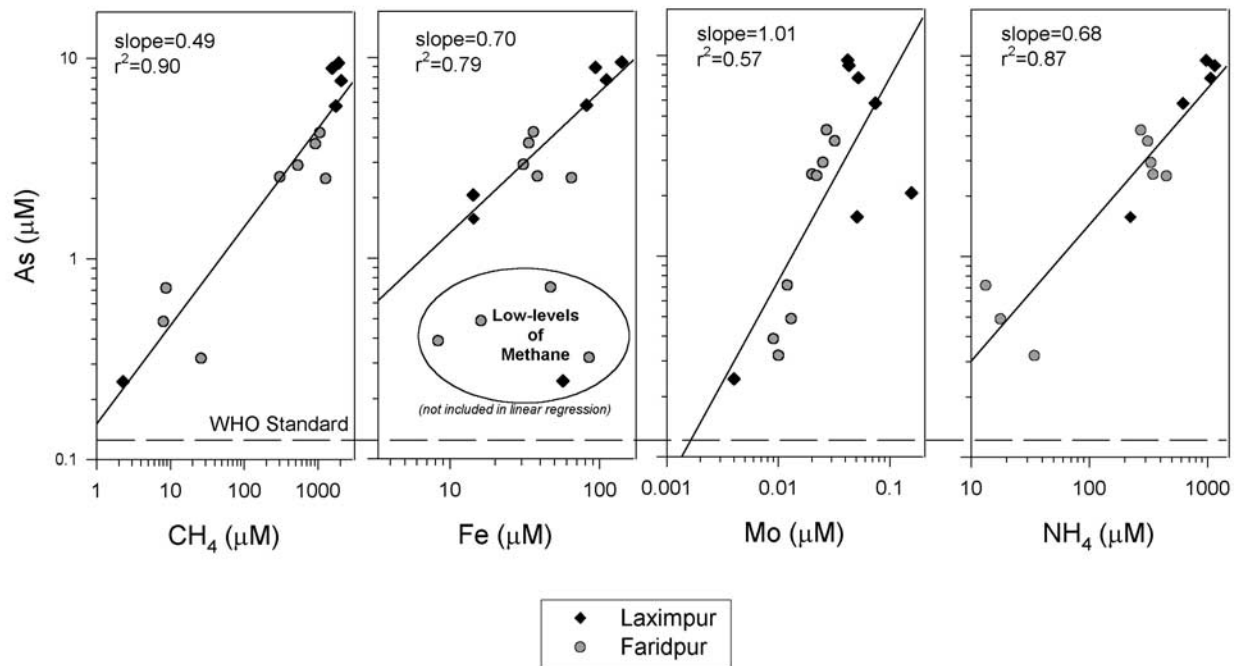 slope=0.49
r²=0.90
slope=0.70
r²=0.79
slope=1.01
r²=0.57
slope=0.68
r²=0.87
10
1
0.1
As (μM)
Low-levels
of
Methane
(not included in linear regression)
WHO Standard
1 10 100 1000
10 100
0.001 0.01 0.1
10 100 1000
CH₄ (μM)
Fe (μM)
Mo (μM)
NH₄ (μM)
Laximpur
Faridpur